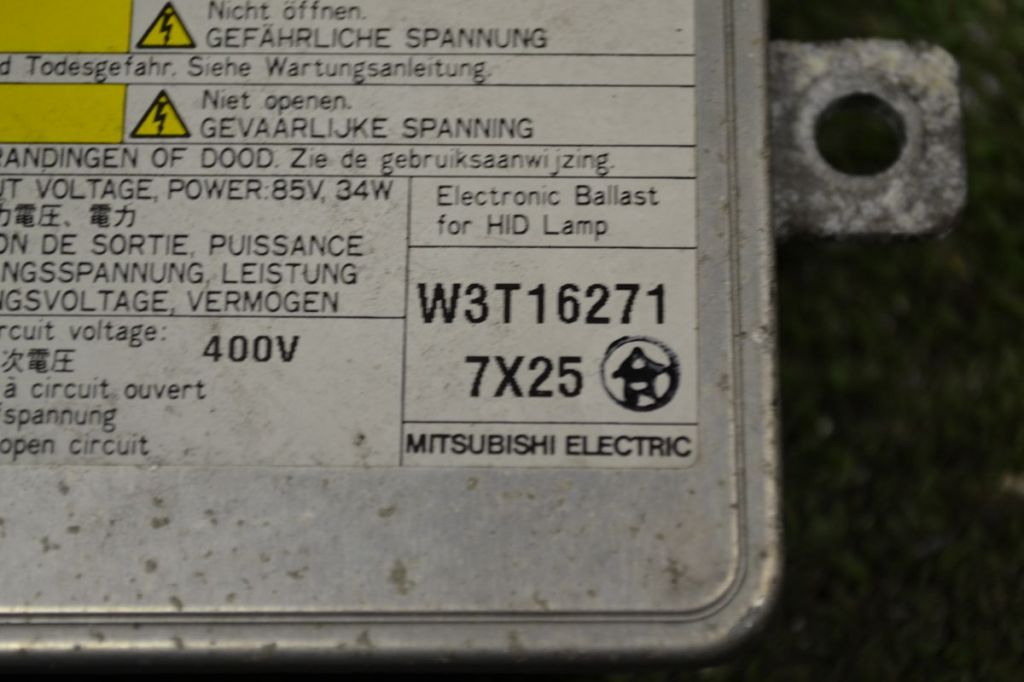 Nicht öffnen.
GEFÄHRLICHE SPANNUNG
d Todesgefahr. Siehe Wartungsanleitung.
Niet openen.
GEVAARLIJKE SPANNING
RANDINGEN OF DOOD. Zie de gebruiksaanwijzing.
UT VOLTAGE, POWER:85V, 34W
力電圧、電力
ON DE SORTIE, PUISSANCE
NGSSPANNUNG, LEISTUNG
NGSVOLTAGE, VERMOGEN
rcuit voltage:
400V
次電圧
à circuit ouvert
fspannung
open circuit
Electronic Ballast
for HID Lamp
W3T16271
7X25
MITSUBISHI ELECTRIC